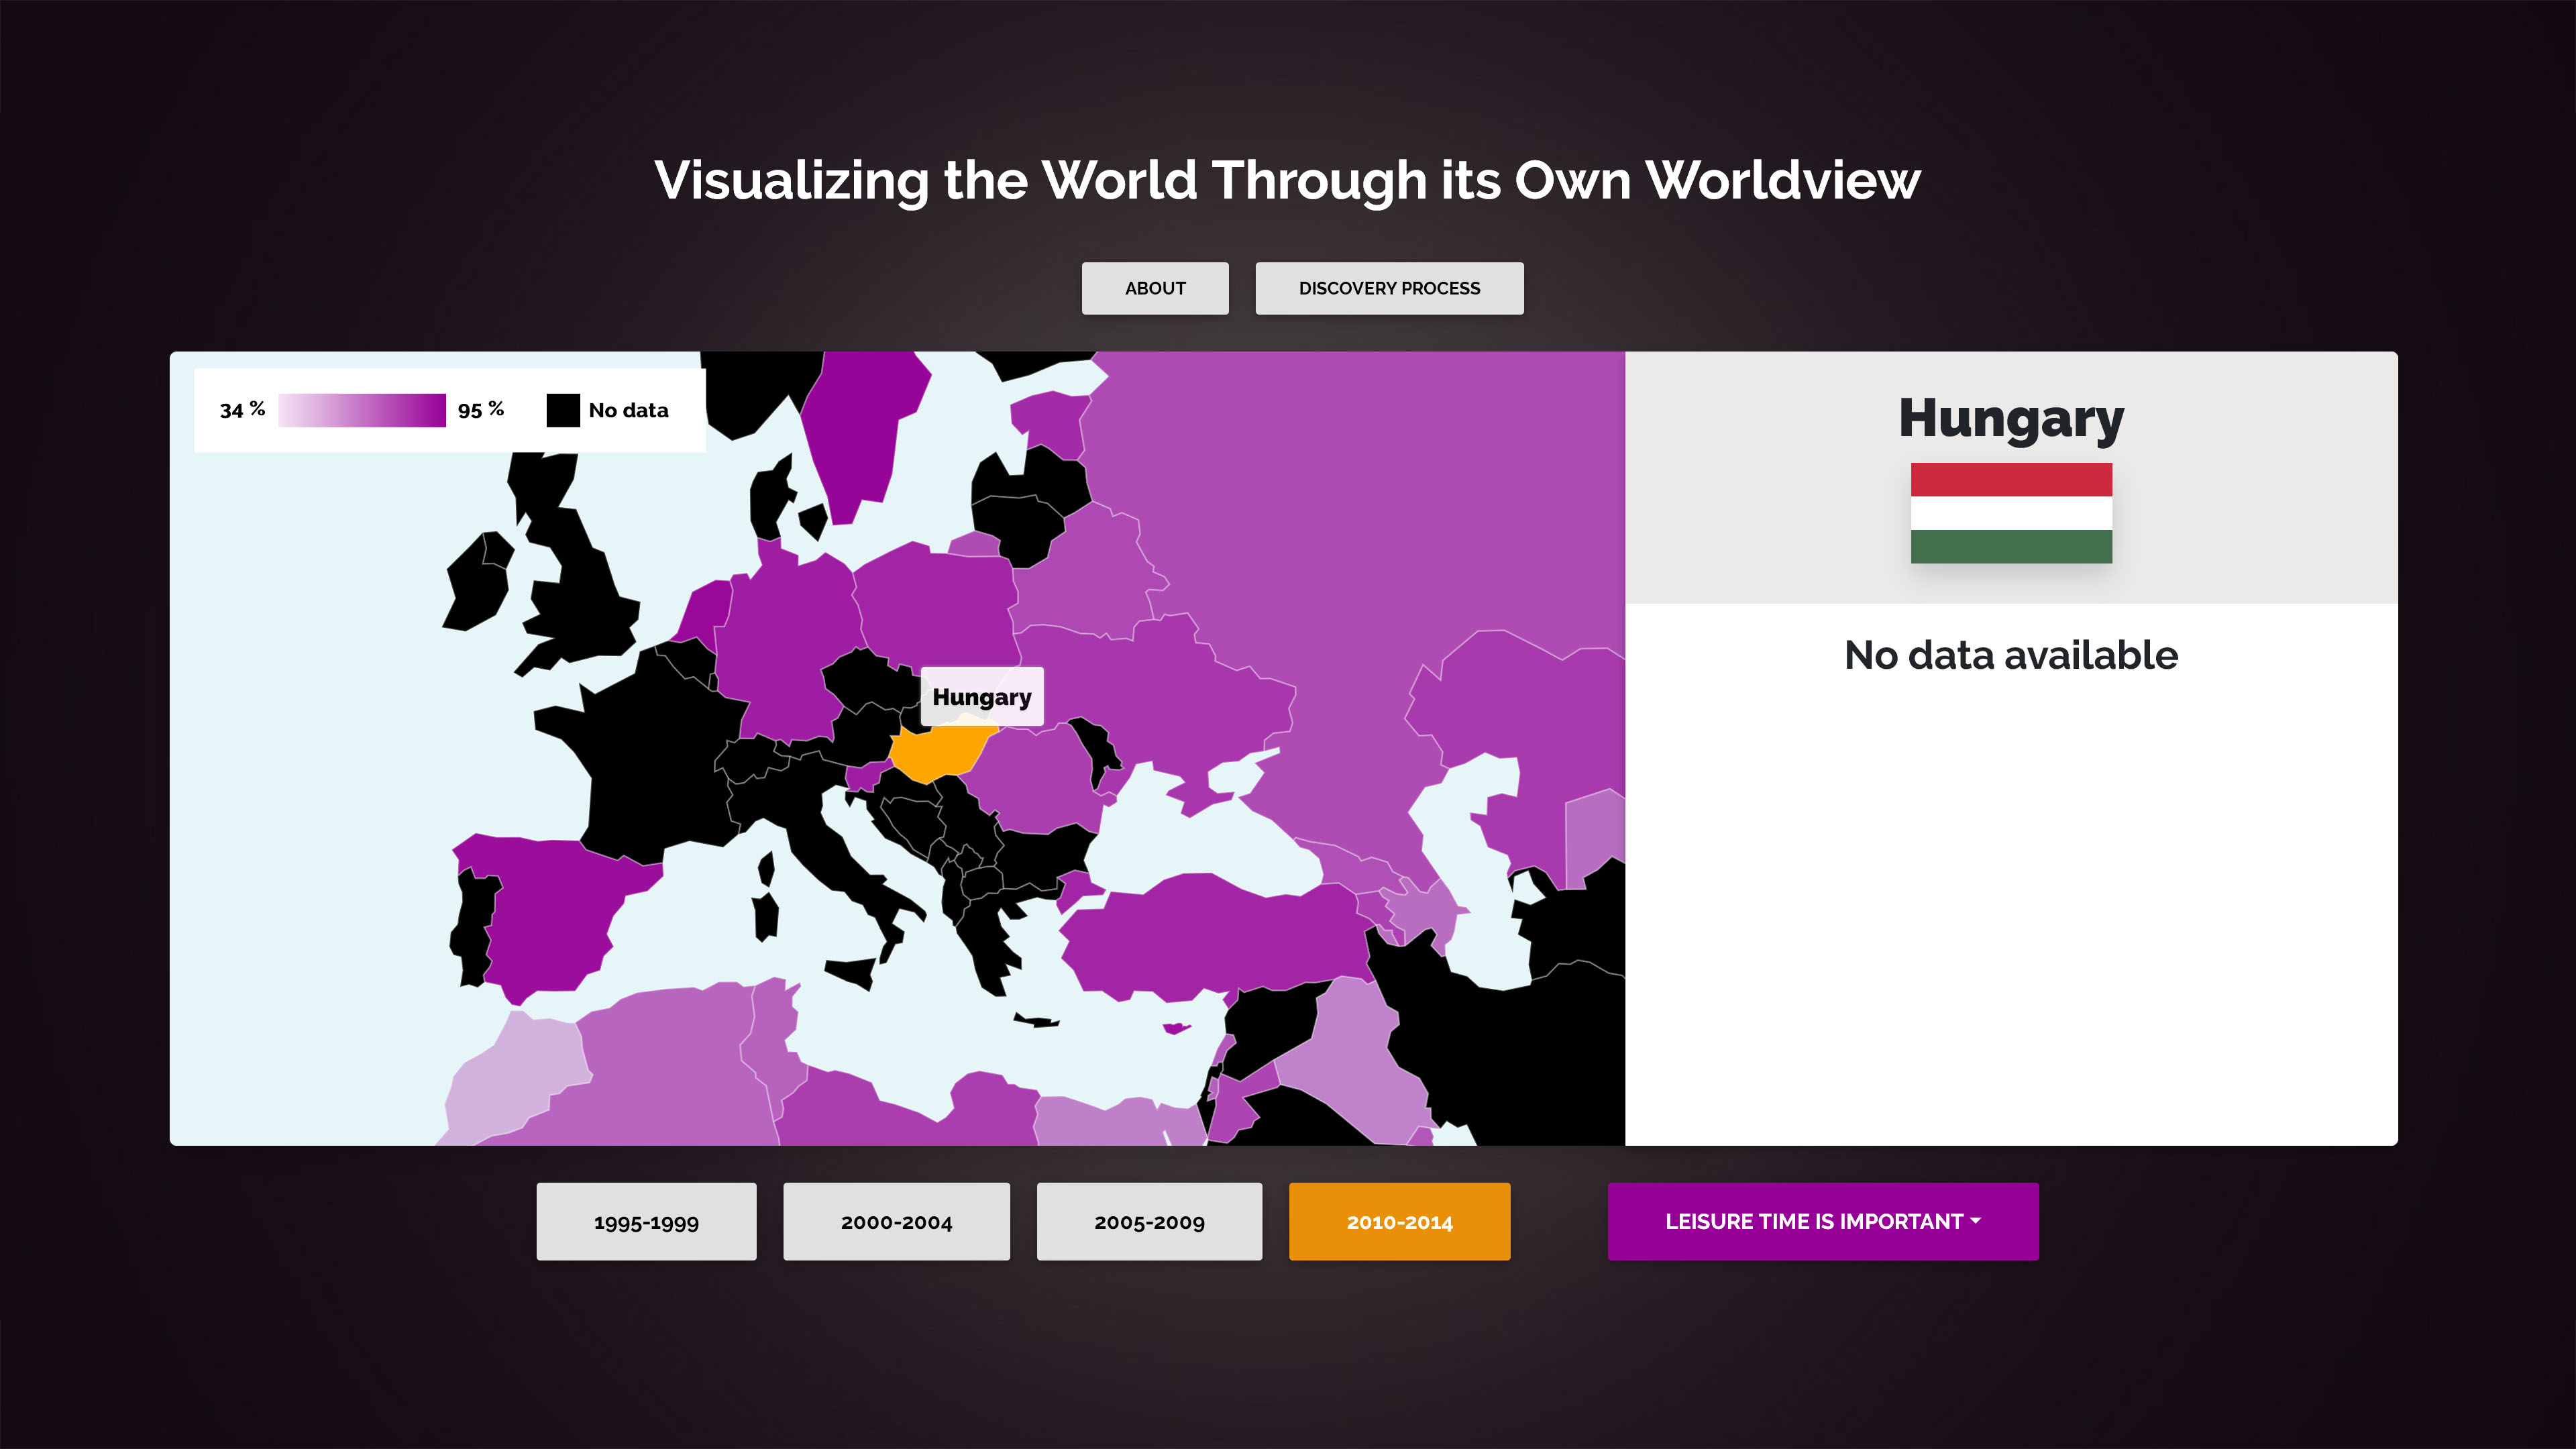 Visualizing the World Through its Own Worldview
ABOUT
DISCOVERY PROCESS
34 %
95 %
No data
Hungary
Hungary
No data available
1995-1999
2000-2004
2005-2009
2010-2014
LEISURE TIME IS IMPORTANT